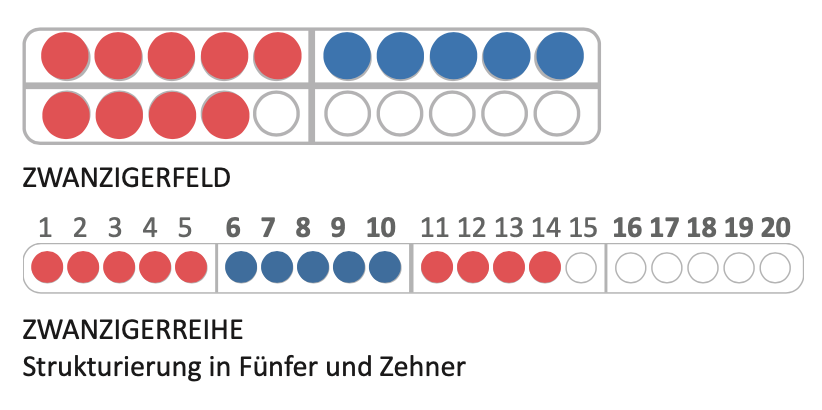 ZWANZIGERFELD
1 2 3 4 5 6 7 8 9 10 11 12 13 14 15 16 17 18 19 20
ZWANZIGERREIHE
Strukturierung in Fünfer und Zehner